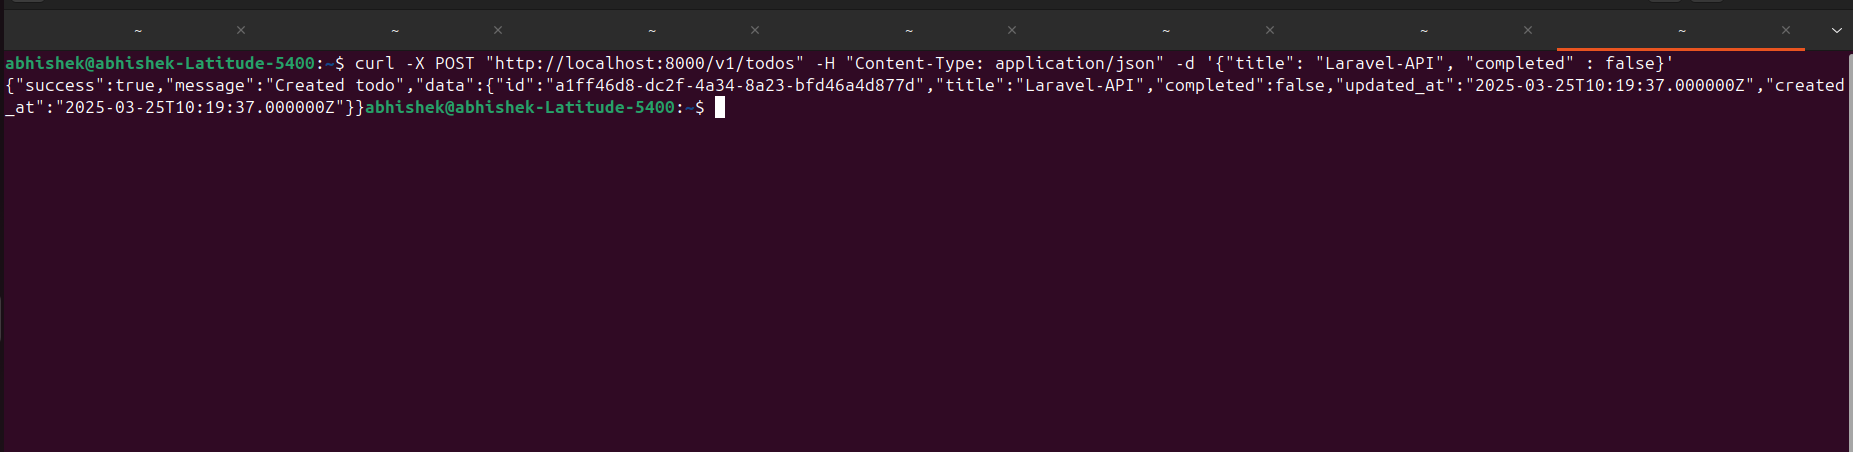 ~ × ~ × ~ × ~ × ~ × ~ × ~ ×
abhishek@abhishek-Latitude-5400:~$ curl -X POST "http://localhost:8000/v1/todos" -H "Content-Type: application/json" -d '{"title": "Laravel-API", "completed" : false}'
{"success":true,"message":"Created todo","data":{"id":"a1ff46d8-dc2f-4a34-8a23-bfd46a4d877d","title":"Laravel-API","completed":false,"updated_at":"2025-03-25T10:19:37.000000Z","created
_at":"2025-03-25T10:19:37.000000Z"}}abhishek@abhishek-Latitude-5400:~$